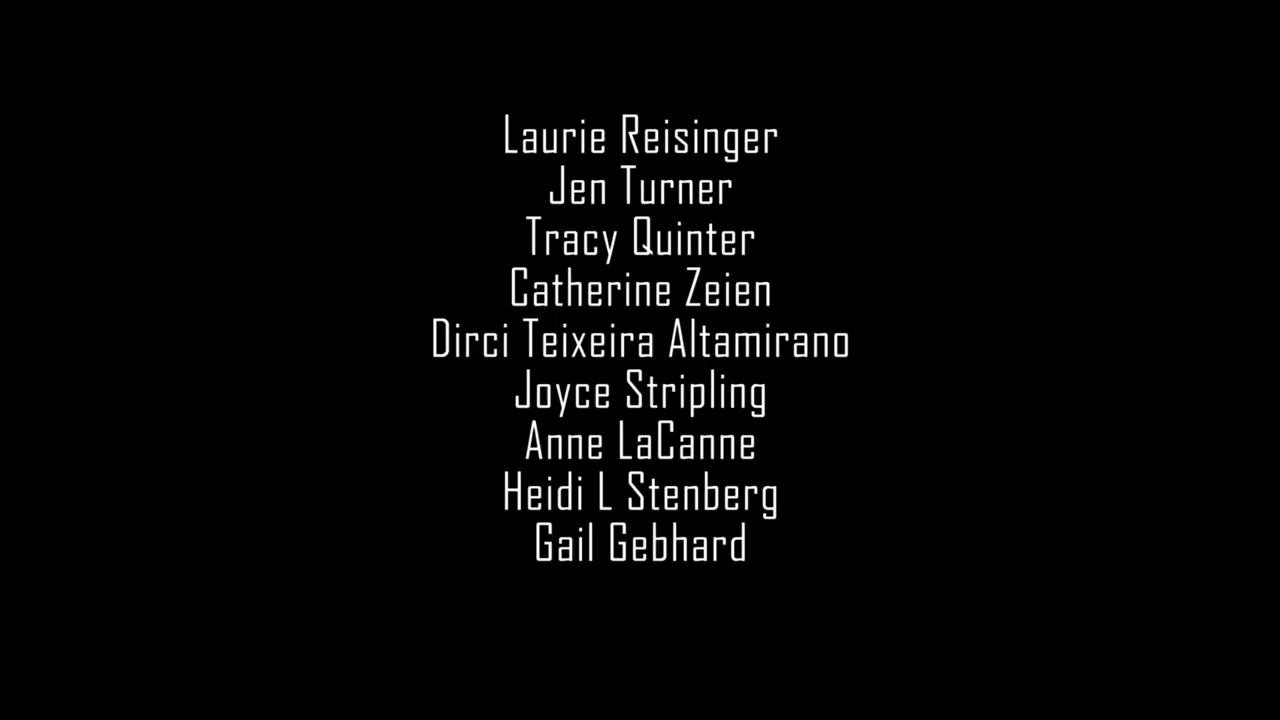 Laurie Reisinger
Jen Turner
Tracy Quinter
Catherine Zeien
Dirci Teixeira Altamirano
Joyce Stripling
Anne LaCanne
Heidi L Stenberg
Gail Gebhard